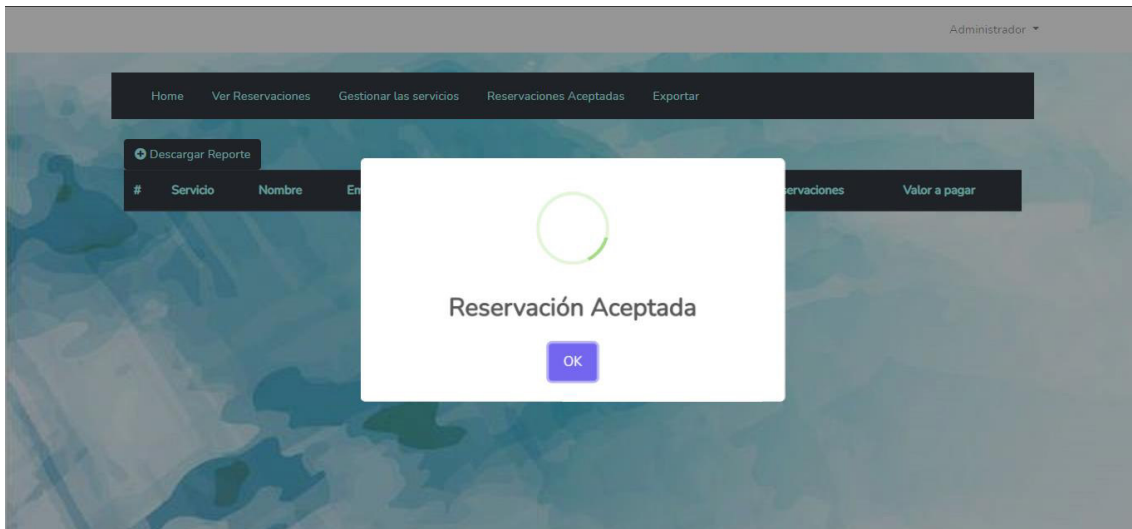 Administrador
Home Ver Reservaciones Gestionar las servicios Reservaciones Aceptadas Exportar
Descargar Reporte
# Servicio Nombre Em ervaciones Valor a pagar
Reservación Aceptada
OK